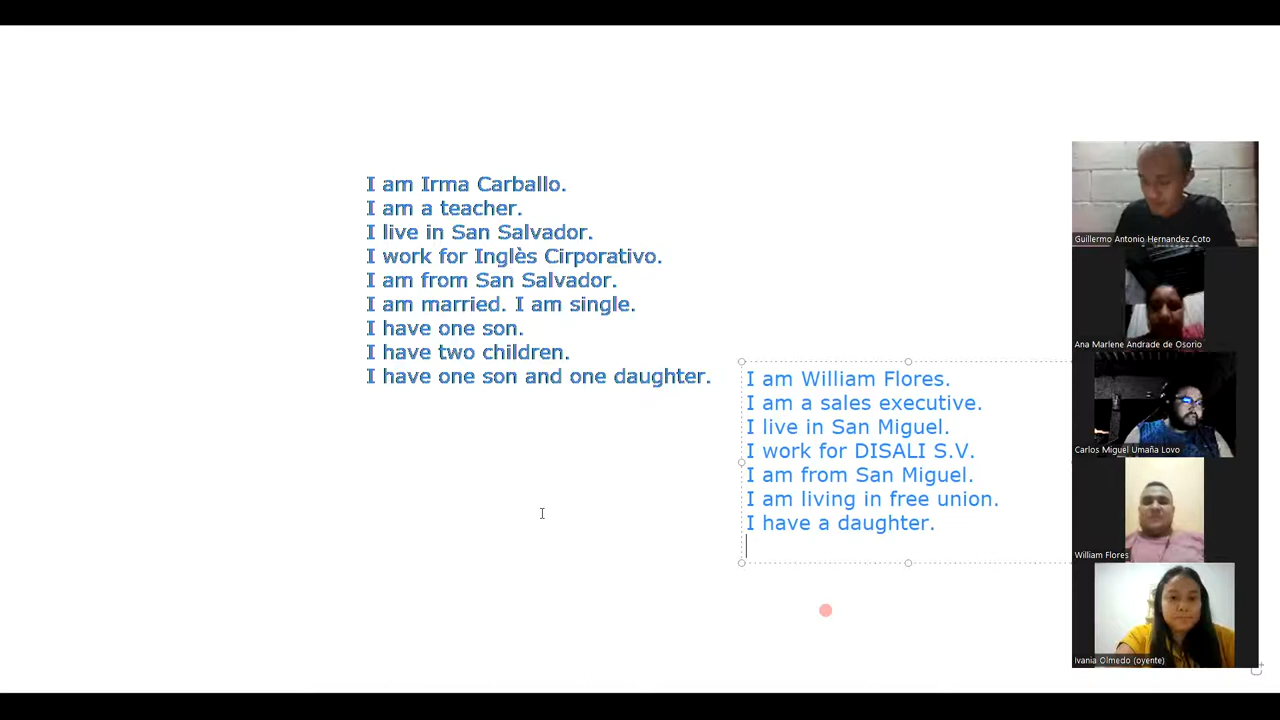 I am Irma Carballo.
I am a teacher.
I live in San Salvador.
I work for Inglès Cirporativo.
I am from San Salvador.
I am married. I am single.
I have one son.
I have two children.
I have one son and one daughter.
I am William Flores.
I am a sales executive.
I live in San Miguel.
I work for DISALI S.V.
I am from San Miguel.
I am living in free union.
I have a daughter.
Guillermo Antonio Hernandez Coto
Ana Marlene Andrade de Osorio
Carlos Miguel Umaña Lovo
William Flores
Ivania Olmedo (oyente)